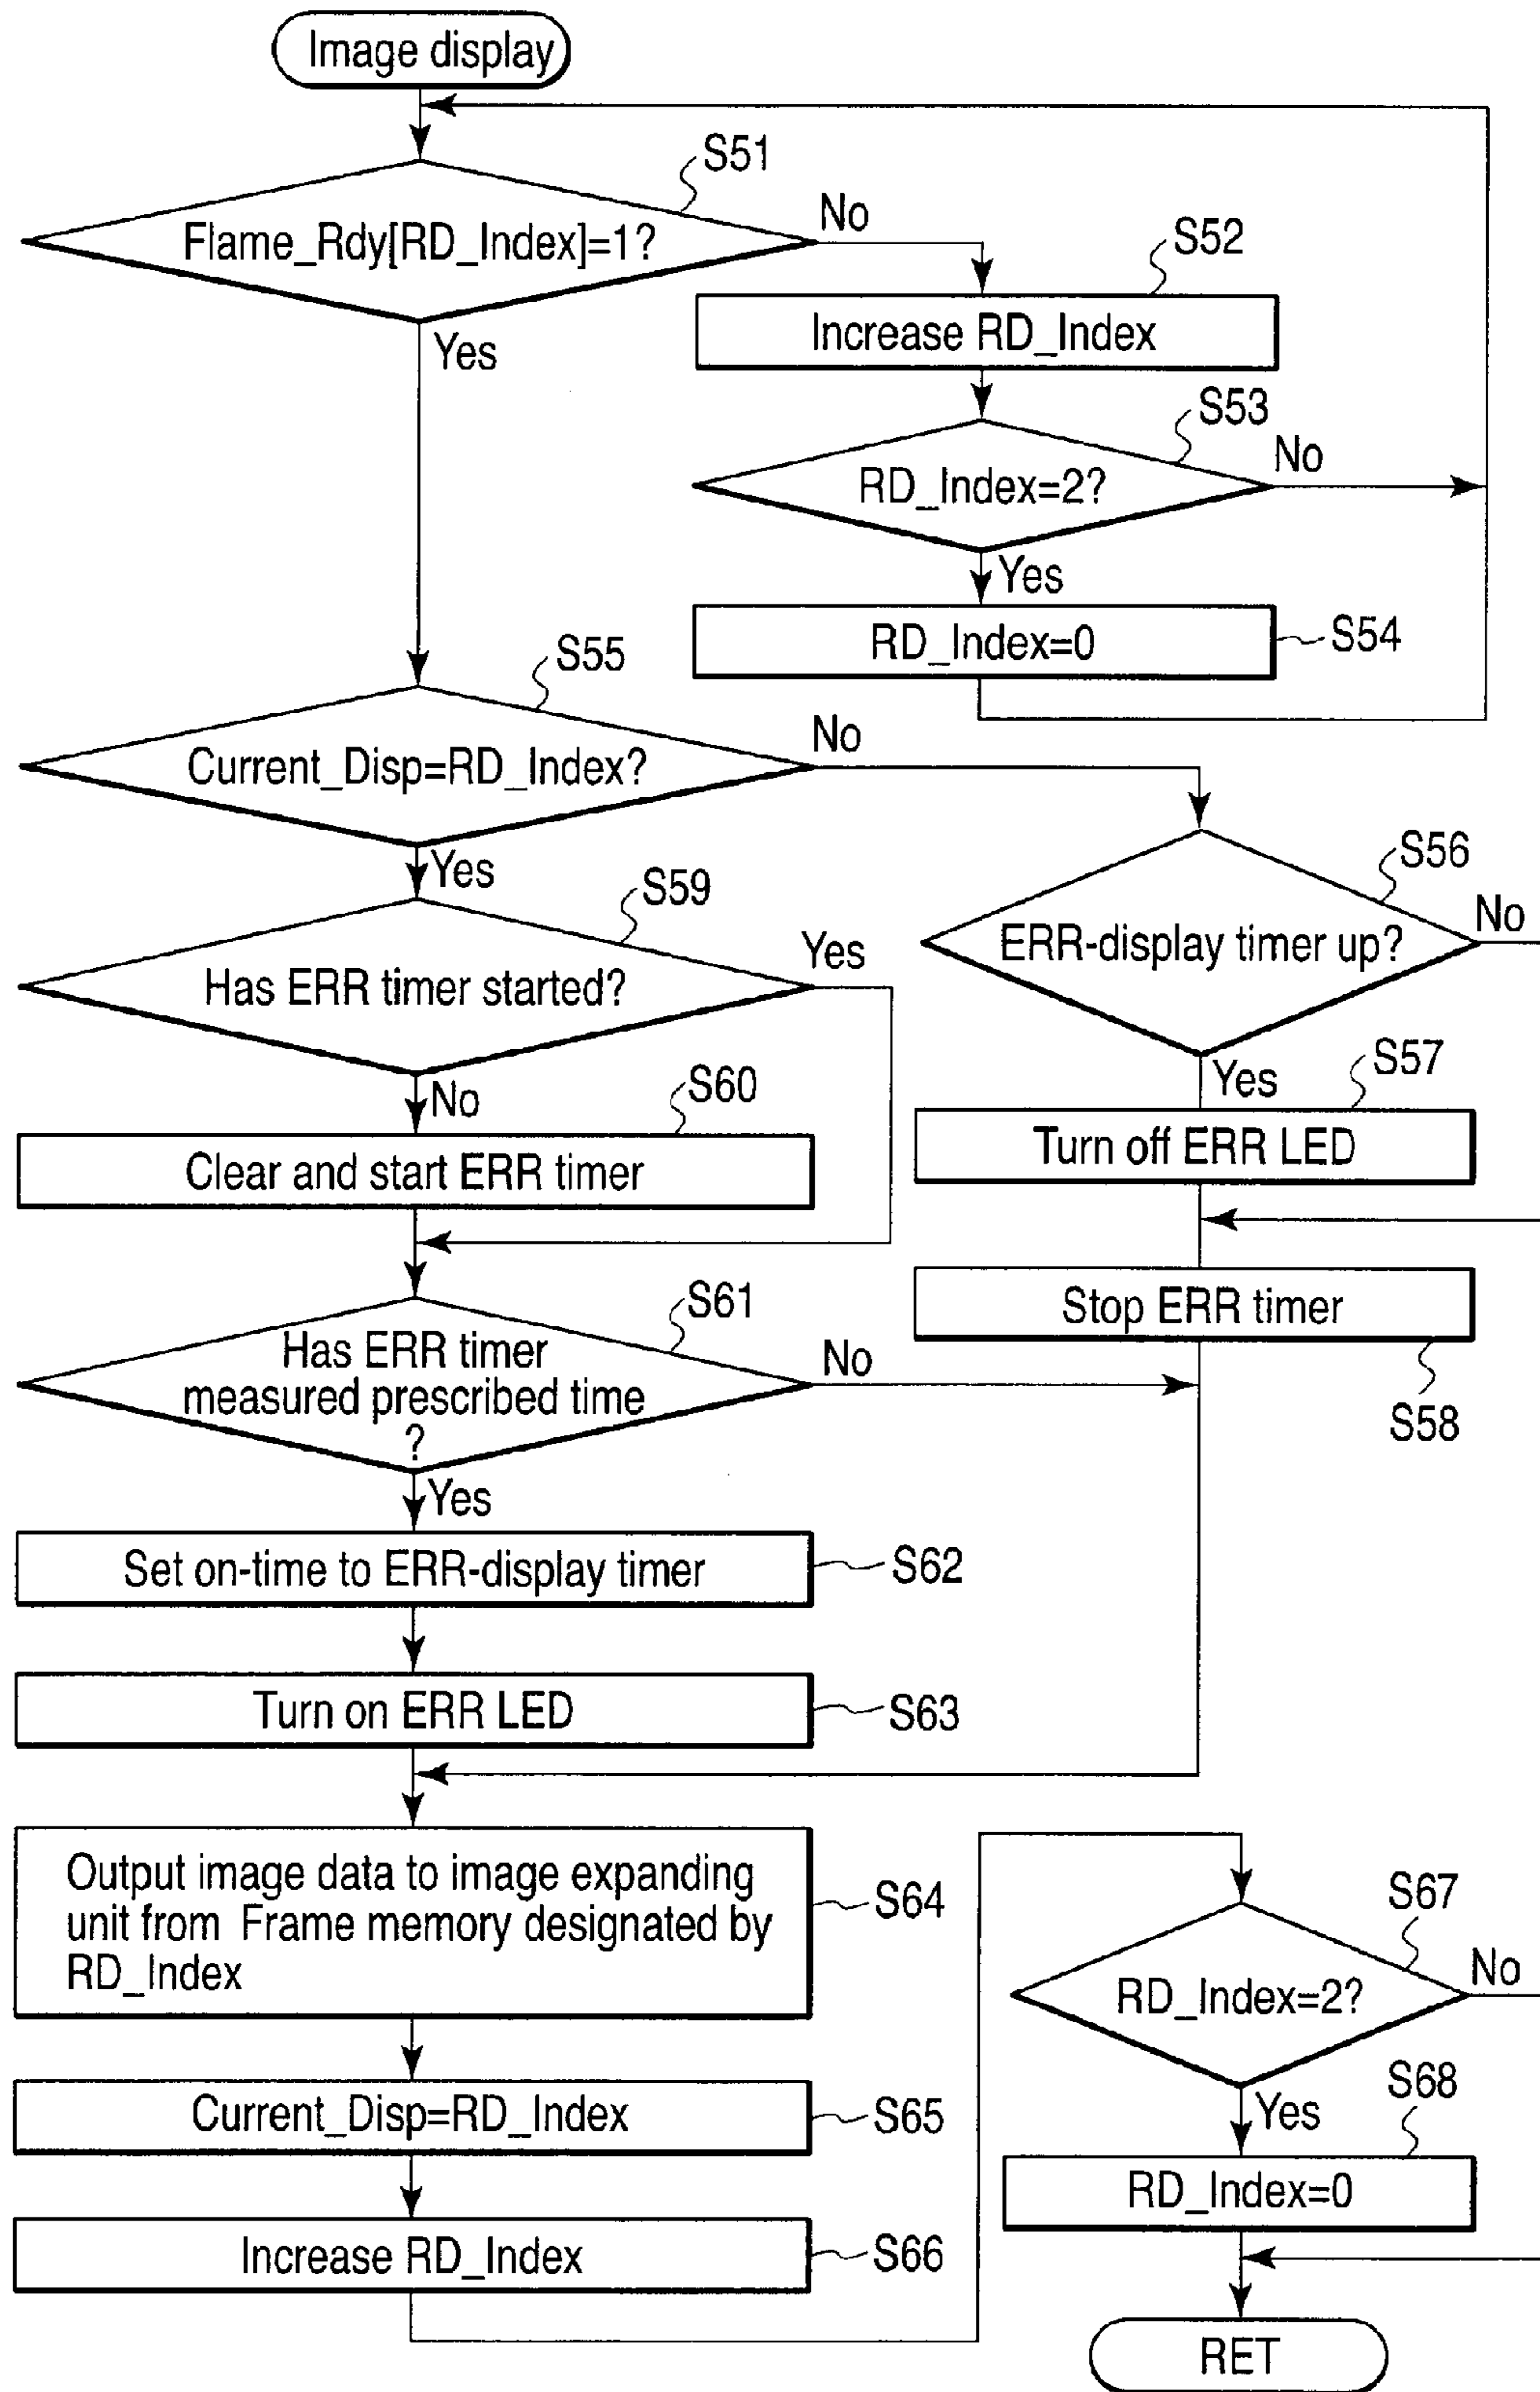 Image display
S51
Flame_Rdy[RD_Index]=1?
No
Yes
S52
Increase RD_Index
S53
RD_Index=2?
No
Yes
RD_Index=0
S54
S55
Current_Disp=RD_Index?
No
Yes
S56
ERR-display timer up?
No
Yes
S57
Turn off ERR LED
Stop ERR timer
S58
S59
Has ERR timer started?
Yes
No
S60
Clear and start ERR timer
S61
Has ERR timer
measured prescribed time
?
No
Yes
Set on-time to ERR-display timer
S62
Turn on ERR LED
S63
Output image data to image expanding
unit from Frame memory designated by
RD_Index
S64
Current_Disp=RD_Index
S65
Increase RD_Index
S66
S67
RD_Index=2?
No
Yes
S68
RD_Index=0
RET